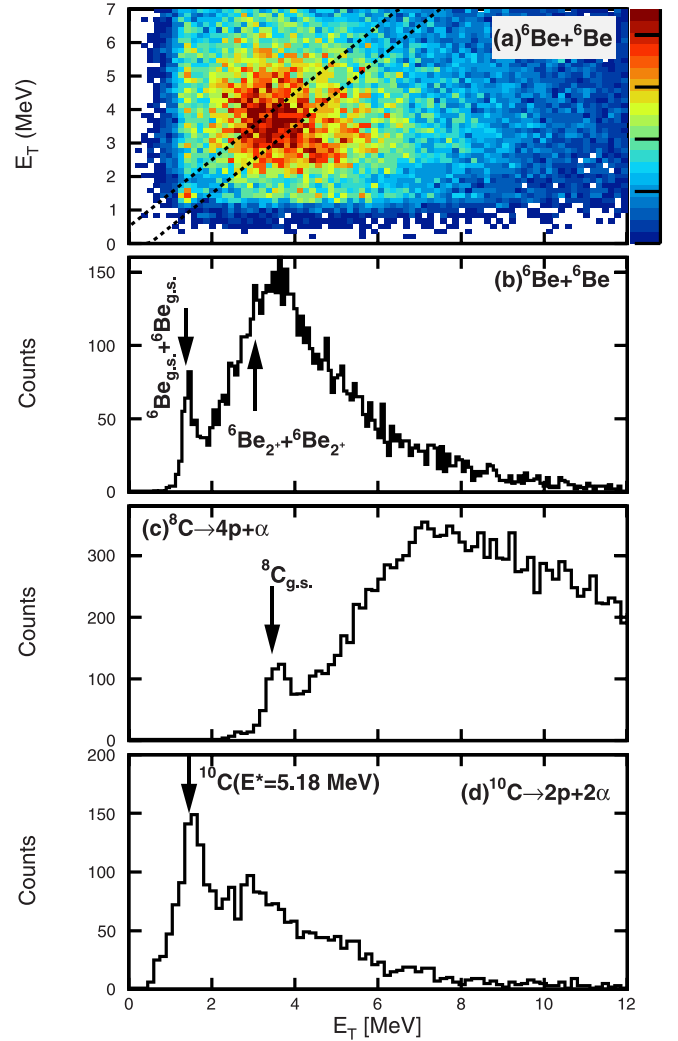 7
6
5
4
3
2
1
0
E_T (MeV)
(a)⁶Be+⁶Be
150
100
50
0
Counts
(b)⁶Be+⁶Be
⁶Be_g.s.+⁶Be_g.s.
⁶Be₂⁺+⁶Be₂⁺
300
200
100
0
Counts
(c)⁸C→4p+α
⁸C_g.s.
200
150
100
50
0
Counts
¹⁰C(E*=5.18 MeV)
(d)¹⁰C→2p+2α
0 2 4 6 8 10 12
E_T [MeV]